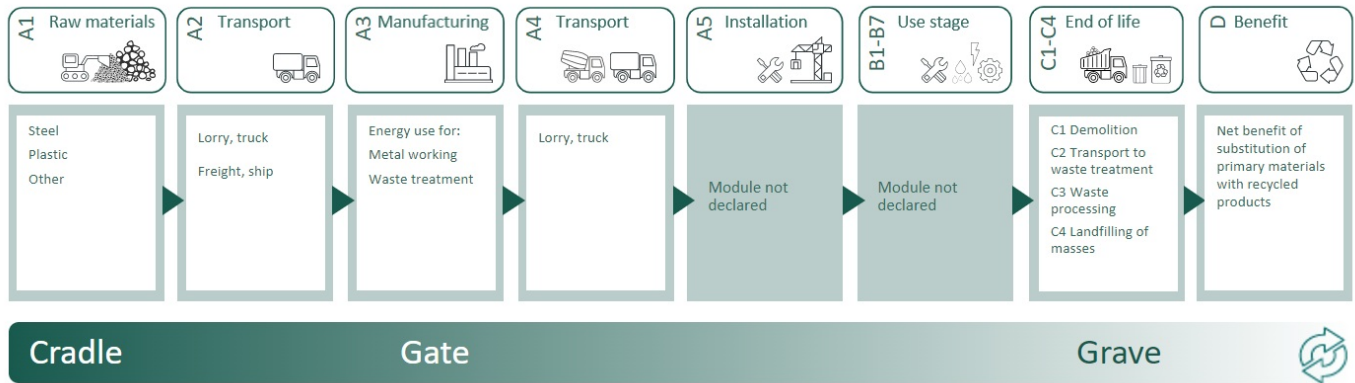 A1 Raw materials
A2 Transport
A3 Manufacturing
A4 Transport
A5 Installation
B1-B7 Use stage
C1-C4 End of life
D Benefit
Steel
Plastic
Other
Lorry, truck
Freight, ship
Energy use for:
Metal working
Waste treatment
Lorry, truck
Module not
declared
Module not
declared
C1 Demolition
C2 Transport to
waste treatment
C3 Waste
processing
C4 Landfilling of
masses
Net benefit of
substitution of
primary materials
with recycled
products
Cradle
Gate
Grave